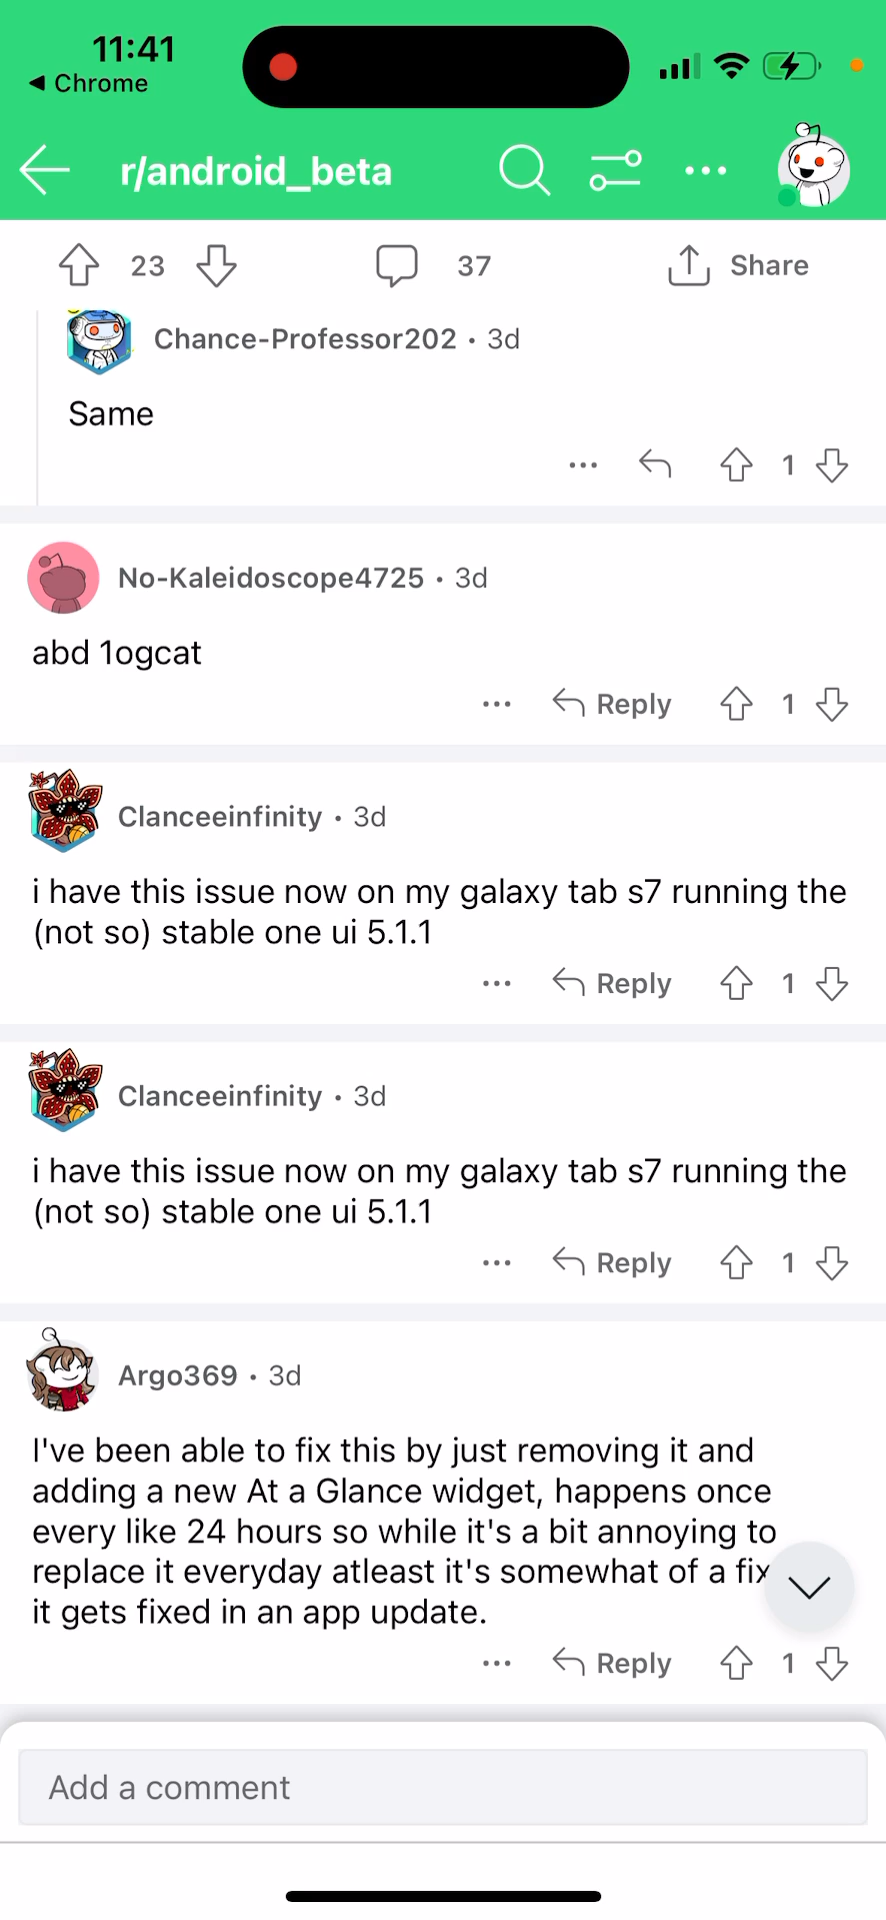 11:41
◀ Chrome
r/android_beta
23
37
Share
Chance-Professor202 • 3d
Same
1
No-Kaleidoscope4725 • 3d
abd 1ogcat
Reply
1
Clanceeinfinity • 3d
i have this issue now on my galaxy tab s7 running the
(not so) stable one ui 5.1.1
Reply
1
Clanceeinfinity • 3d
i have this issue now on my galaxy tab s7 running the
(not so) stable one ui 5.1.1
Reply
1
Argo369 • 3d
I've been able to fix this by just removing it and
adding a new At a Glance widget, happens once
every like 24 hours so while it's a bit annoying to
replace it everyday atleast it's somewhat of a fix
it gets fixed in an app update.
Reply
1
Add a comment